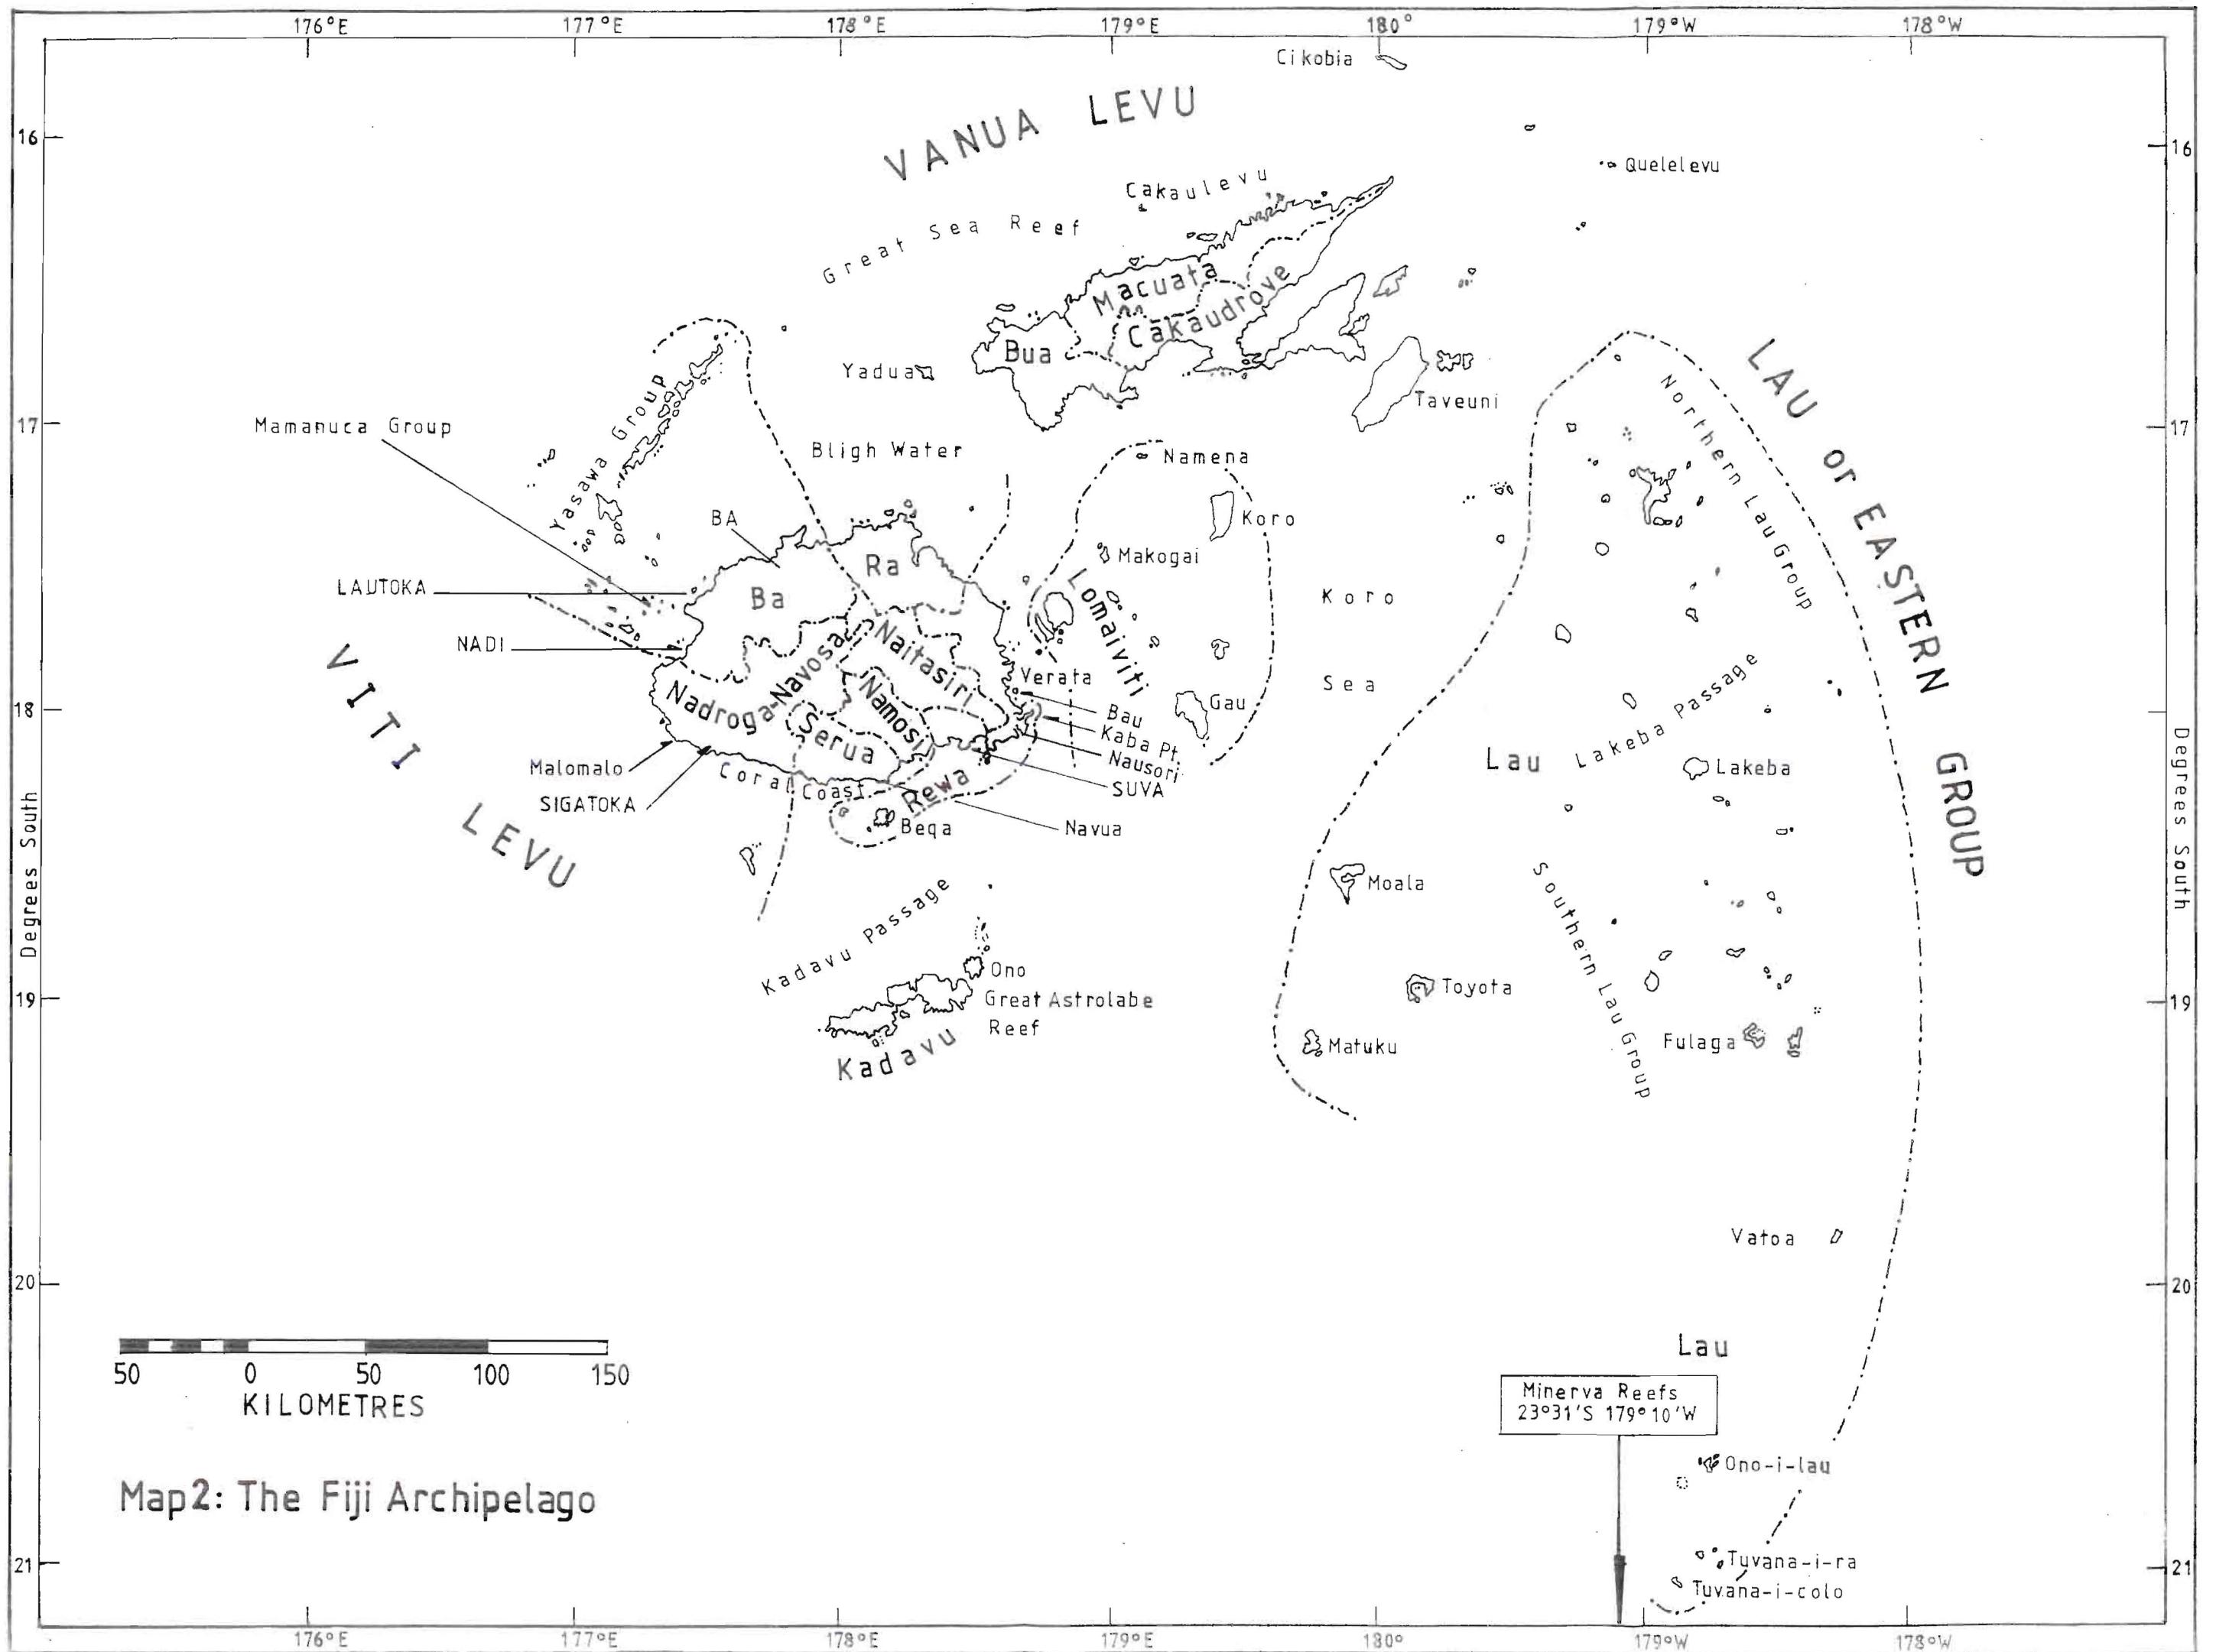 176°E 177°E 178°E 179°E 180° 179°W 178°W
Cikobia
VANUA LEVU
16
16
Quelelevu
Cakaulevu
Great Sea Reef
Macuata
Cakaudrove
Bua
Yadua
Taveuni
LAU or EASTERN GROUP
Northern Lau Group
17
17
Mamanuca Group
Yasawa Group
Bligh Water
Namena
BA
Koro
Makogai
Ra
LAUTOKA
Ba
Lomaiviti
Koro
Sea
NADI
Naitasiri
Verata
VITI LEVU
Nadroga-Navosa
Namosi
Gau
18
Bau
Kaba Pt.
Nausori
SUVA
Serua
Lakeba Passage
Lau
Lakeba
Malomalo
SIGATOKA
Coral Coast
Rewa
Beqa
Navua
Degrees South
Degrees South
Moala
Southern Lau Group
Kadavu Passage
Ono
Great Astrolabe
Reef
Kadavu
19
19
Toyota
Matuku
Fulaga
Vatoa
20
20
Lau
50 0 50 100 150
KILOMETRES
Minerva Reefs
23°31'S 179°10'W
Ono-i-lau
Map2: The Fiji Archipelago
21
21
Tuvana-i-ra
Tuvana-i-colo
176°E 177°E 178°E 179°E 180° 179°W 178°W